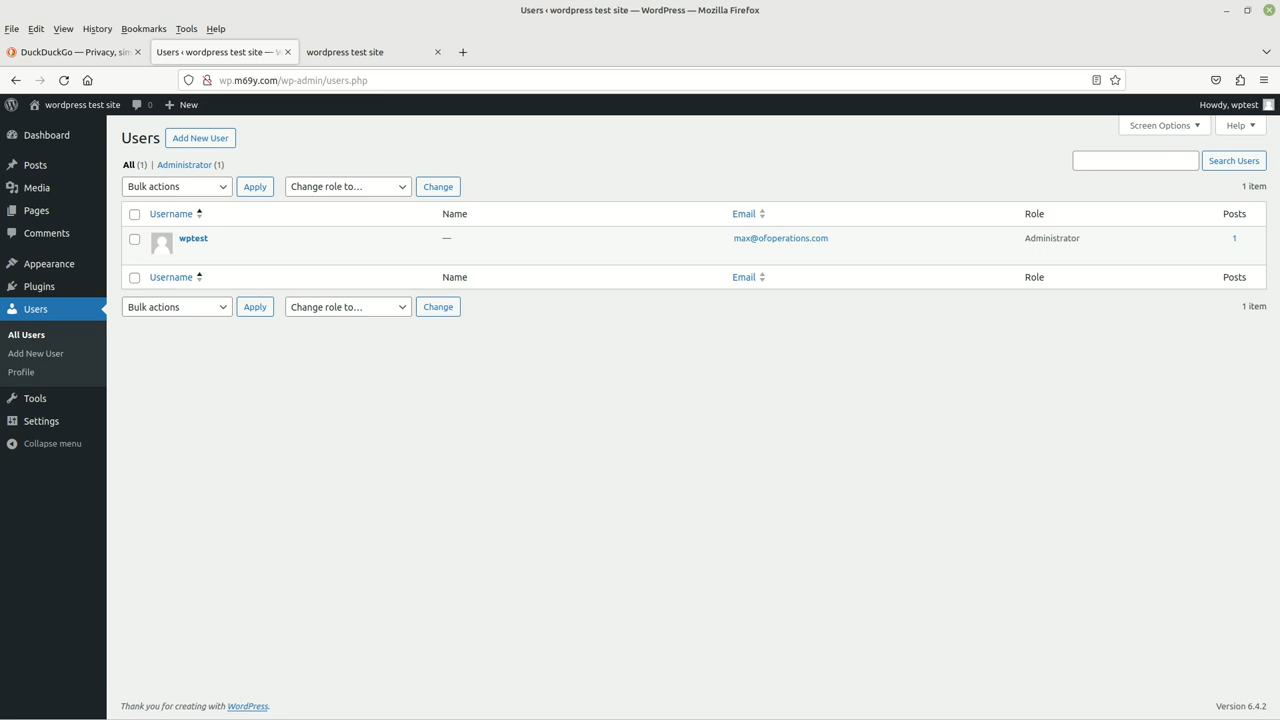 Users ‹ wordpress test site — WordPress — Mozilla Firefox
File Edit View History Bookmarks Tools Help
DuckDuckGo — Privacy, sim
Users ‹ wordpress test site —
wordpress test site
wp.m69y.com/wp-admin/users.php
wordpress test site 0 New Howdy, wptest
Dashboard
Posts
Media
Pages
Comments
Appearance
Plugins
Users
All Users
Add New User
Profile
Tools
Settings
Collapse menu
Screen Options ▼ Help ▼
Users Add New User
All (1) | Administrator (1)
Search Users
Bulk actions Apply Change role to… Change 1 item
Username Name Email Role Posts
wptest — max@ofoperations.com Administrator 1
Username Name Email Role Posts
Bulk actions Apply Change role to… Change 1 item
Thank you for creating with WordPress. Version 6.4.2